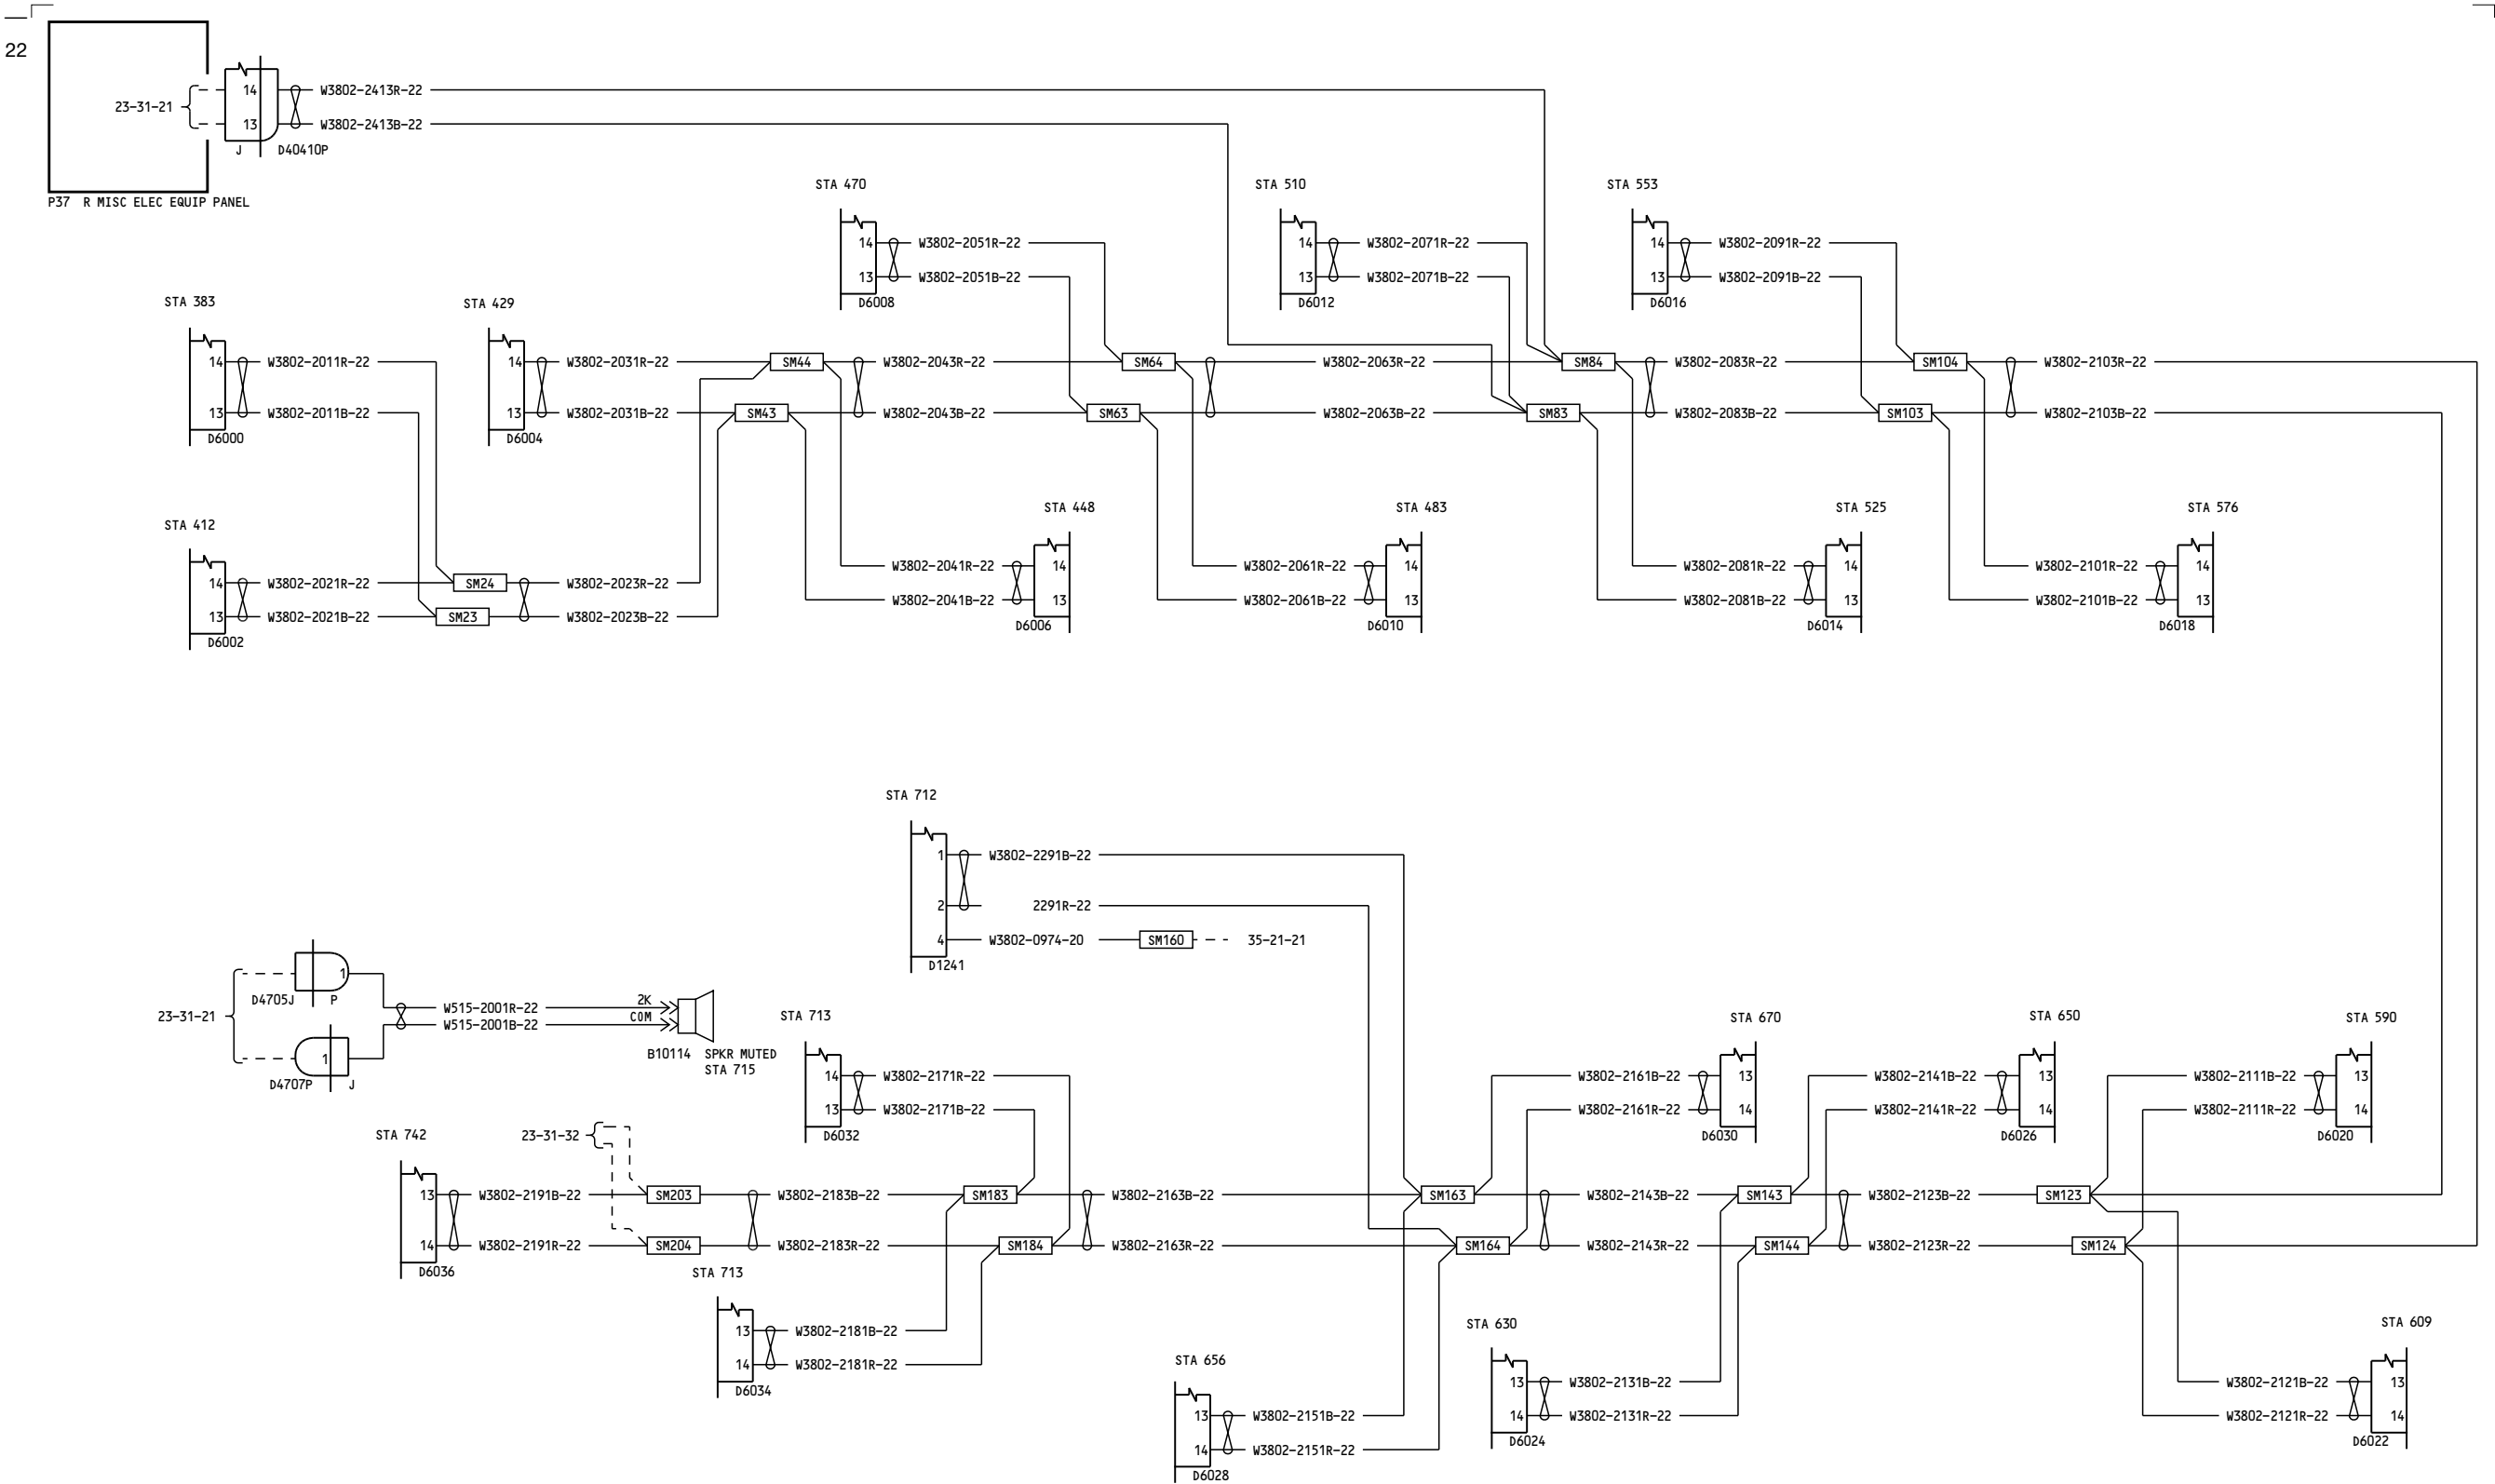 22
23-31-21
14
13
J
D40410P
W3802-2413R-22
W3802-2413B-22
P37 R MISC ELEC EQUIP PANEL
STA 470
14
13
D6008
W3802-2051R-22
W3802-2051B-22
STA 510
14
13
D6012
W3802-2071R-22
W3802-2071B-22
STA 553
14
13
D6016
W3802-2091R-22
W3802-2091B-22
STA 383
14
13
D6000
W3802-2011R-22
W3802-2011B-22
STA 429
14
13
D6004
W3802-2031R-22
W3802-2031B-22
SM44
SM43
W3802-2043R-22
W3802-2043B-22
SM64
SM63
W3802-2063R-22
W3802-2063B-22
SM84
SM83
W3802-2083R-22
W3802-2083B-22
SM104
SM103
W3802-2103R-22
W3802-2103B-22
STA 412
14
13
D6002
W3802-2021R-22
W3802-2021B-22
SM24
SM23
W3802-2023R-22
W3802-2023B-22
STA 448
W3802-2041R-22
W3802-2041B-22
14
13
D6006
STA 483
W3802-2061R-22
W3802-2061B-22
14
13
D6010
STA 525
W3802-2081R-22
W3802-2081B-22
14
13
D6014
STA 576
W3802-2101R-22
W3802-2101B-22
14
13
D6018
STA 712
1
2
4
D1241
W3802-2291B-22
2291R-22
W3802-0974-20
SM160
35-21-21
23-31-21
1
D4705J
P
1
D4707P
J
W515-2001R-22
W515-2001B-22
2K
COM
B10114 SPKR MUTED
STA 715
STA 713
14
13
D6032
W3802-2171R-22
W3802-2171B-22
STA 670
W3802-2161B-22
W3802-2161R-22
13
14
D6030
STA 650
W3802-2141B-22
W3802-2141R-22
13
14
D6026
STA 590
W3802-2111B-22
W3802-2111R-22
13
14
D6020
STA 742
23-31-32
13
14
D6036
W3802-2191B-22
W3802-2191R-22
SM203
SM204
W3802-2183B-22
W3802-2183R-22
SM183
SM184
W3802-2163B-22
W3802-2163R-22
SM163
SM164
W3802-2143B-22
W3802-2143R-22
SM143
SM144
W3802-2123B-22
W3802-2123R-22
SM123
SM124
STA 713
13
14
D6034
W3802-2181B-22
W3802-2181R-22
STA 656
13
14
D6028
W3802-2151B-22
W3802-2151R-22
STA 630
13
14
D6024
W3802-2131B-22
W3802-2131R-22
STA 609
W3802-2121B-22
W3802-2121R-22
13
14
D6022